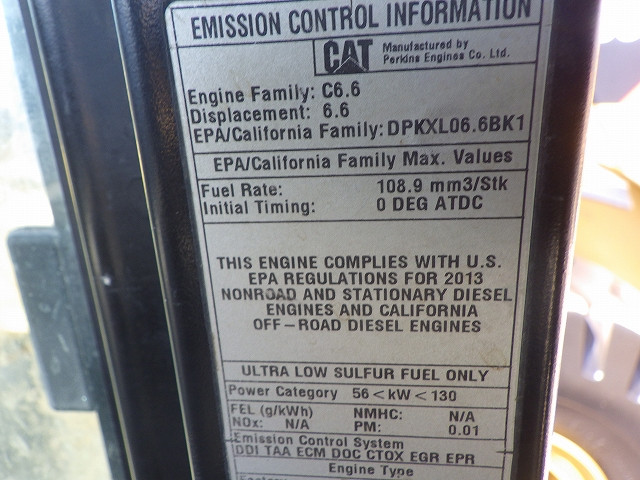 EMISSION CONTROL INFORMATION
CAT Manufactured by
Perkins Engines Co. Ltd.
Engine Family: C6.6
Displacement: 6.6
EPA/California Family: DPKXL06.6BK1
EPA/California Family Max. Values
Fuel Rate: 108.9 mm3/Stk
Initial Timing: 0 DEG ATDC
THIS ENGINE COMPLIES WITH U.S.
EPA REGULATIONS FOR 2013
NONROAD AND STATIONARY DIESEL
ENGINES AND CALIFORNIA
OFF-ROAD DIESEL ENGINES
ULTRA LOW SULFUR FUEL ONLY
Power Category 56 < kW < 130
FEL (g/kWh) NMHC: N/A
NOx: N/A PM: 0.01
Emission Control System
DDI TAA ECM DOC CTOX EGR EPR
Engine Type